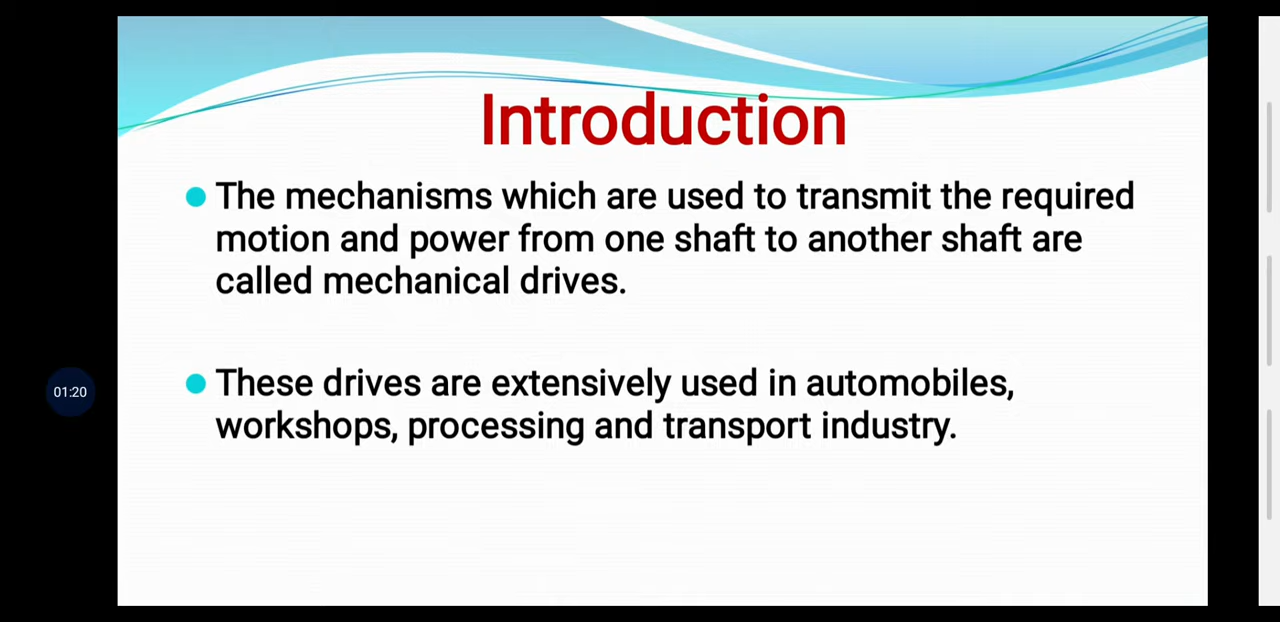 Introduction
The mechanisms which are used to transmit the required
motion and power from one shaft to another shaft are
called mechanical drives.
These drives are extensively used in automobiles,
workshops, processing and transport industry.
01:20